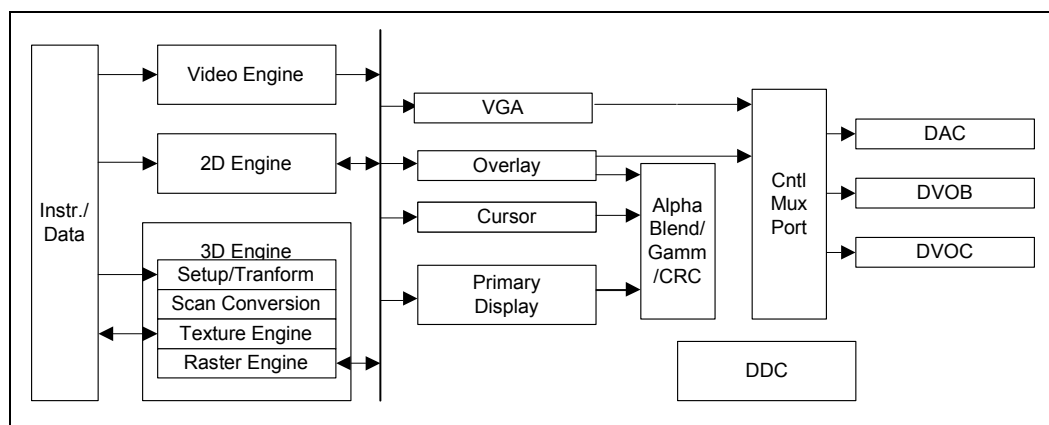 Instr./
Data
Video Engine
2D Engine
3D Engine
Setup/Tranform
Scan Conversion
Texture Engine
Raster Engine
VGA
Overlay
Cursor
Primary
Display
Alpha
Blend/
Gamm
/CRC
Cntl
Mux
Port
DAC
DVOB
DVOC
DDC